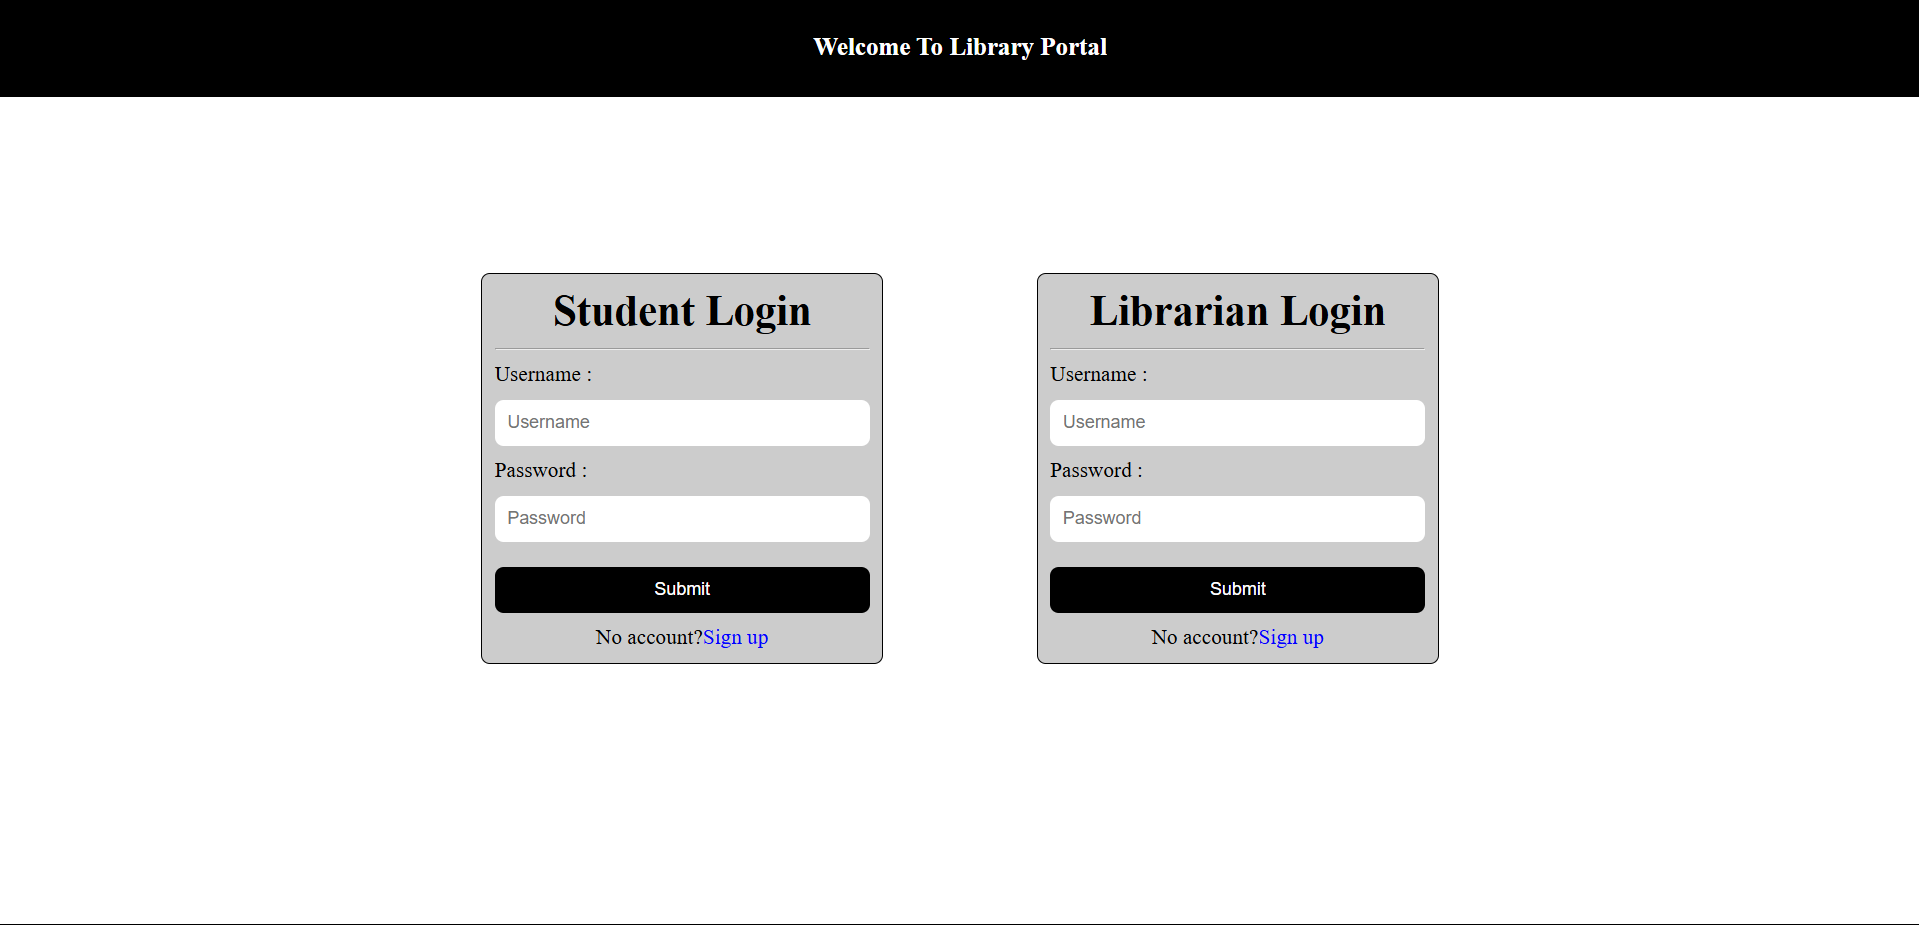 Welcome To Library Portal
Student Login
Username :
Username
Password :
Password
Submit
No account?Sign up
Librarian Login
Username :
Username
Password :
Password
Submit
No account?Sign up